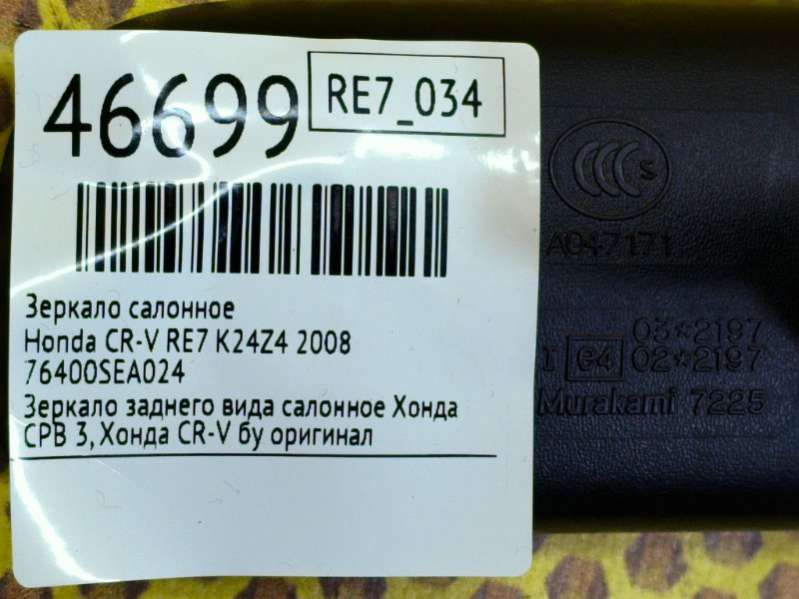 46699
RE7_034
Зеркало салонное
Honda CR-V RE7 K24Z4 2008
76400SEA024
Зеркало заднего вида салонное Хонда
СРВ 3, Хонда CR-V бу оригинал
CCC S
A047171
03*2197
I E4 02*2197
Murakami 7225